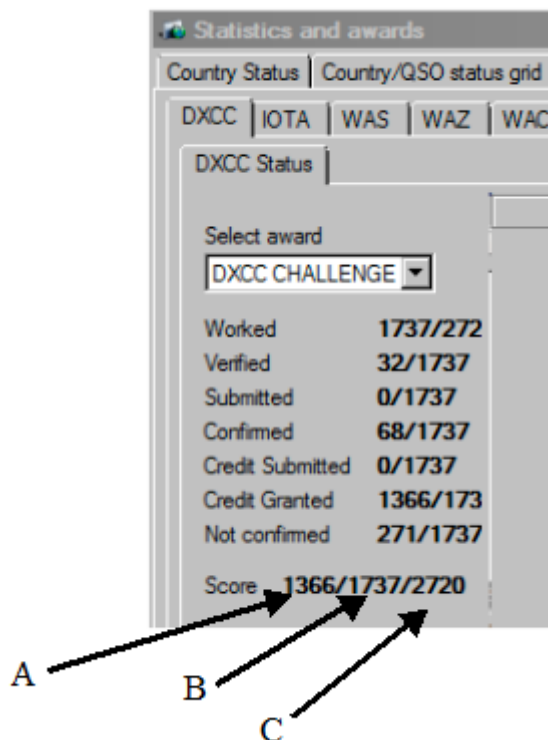 Statistics and awards
Country Status Country/QSO status grid
DXCC IOTA WAS WAZ WAC
DXCC Status
Select award
DXCC CHALLENGE
Worked 1737/272
Verified 32/1737
Submitted 0/1737
Confirmed 68/1737
Credit Submitted 0/1737
Credit Granted 1366/173
Not confirmed 271/1737
Score 1366/1737/2720
A
B
C